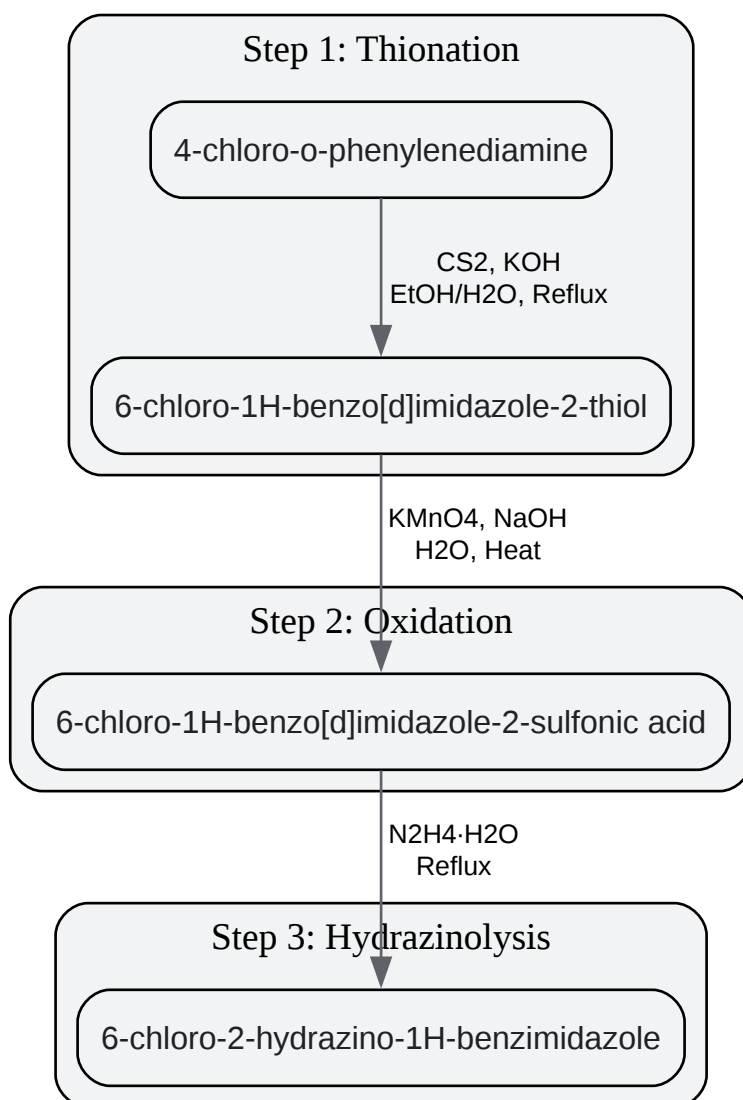 Step 1: Thionation
4-chloro-o-phenylenediamine
CS2, KOH
EtOH/H2O, Reflux
6-chloro-1H-benzo[d]imidazole-2-thiol
KMnO4, NaOH
H2O, Heat
Step 2: Oxidation
6-chloro-1H-benzo[d]imidazole-2-sulfonic acid
N2H4·H2O
Reflux
Step 3: Hydrazinolysis
6-chloro-2-hydrazino-1H-benzimidazole